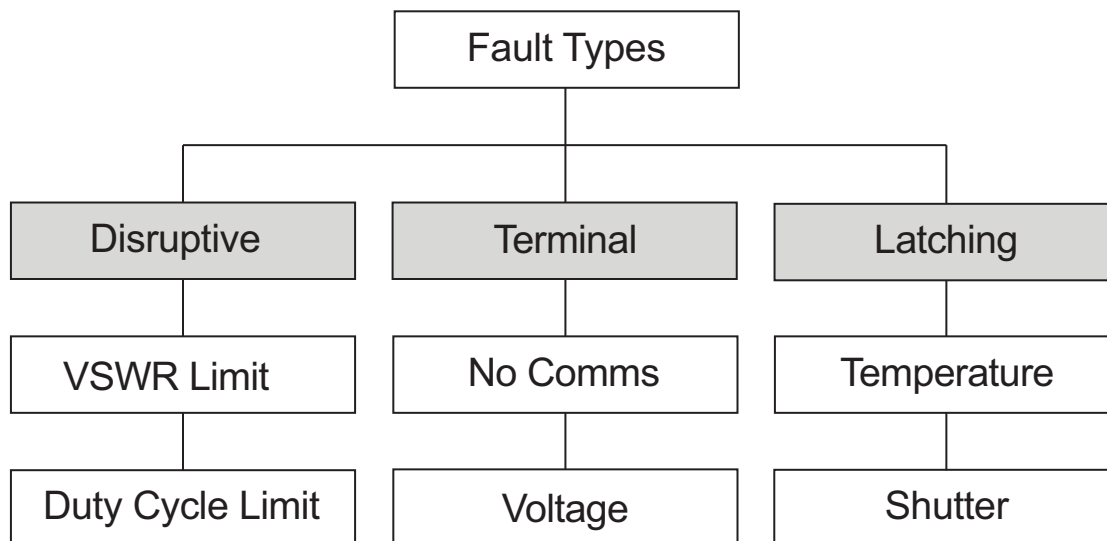 Fault Types
Disruptive
Terminal
Latching
VSWR Limit
No Comms
Temperature
Duty Cycle Limit
Voltage
Shutter